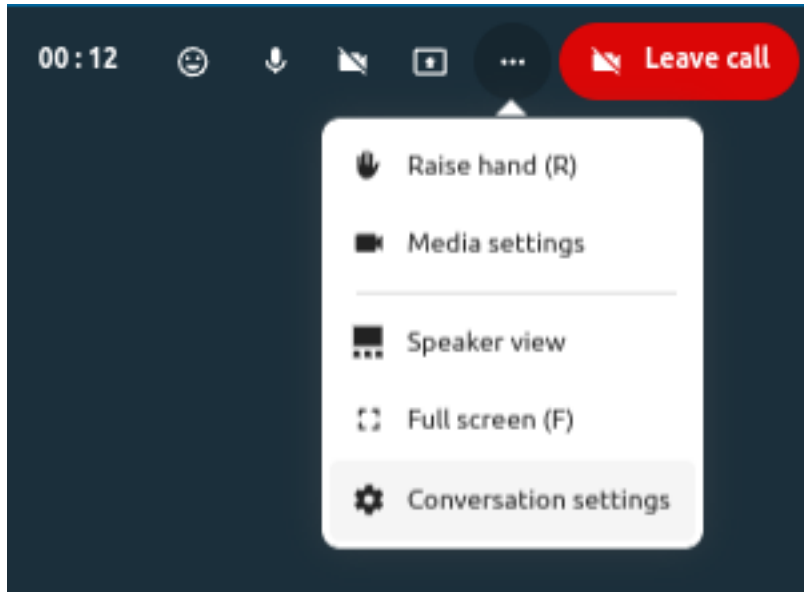 00:12
Leave call
Raise hand (R)
Media settings
Speaker view
Full screen (F)
Conversation settings